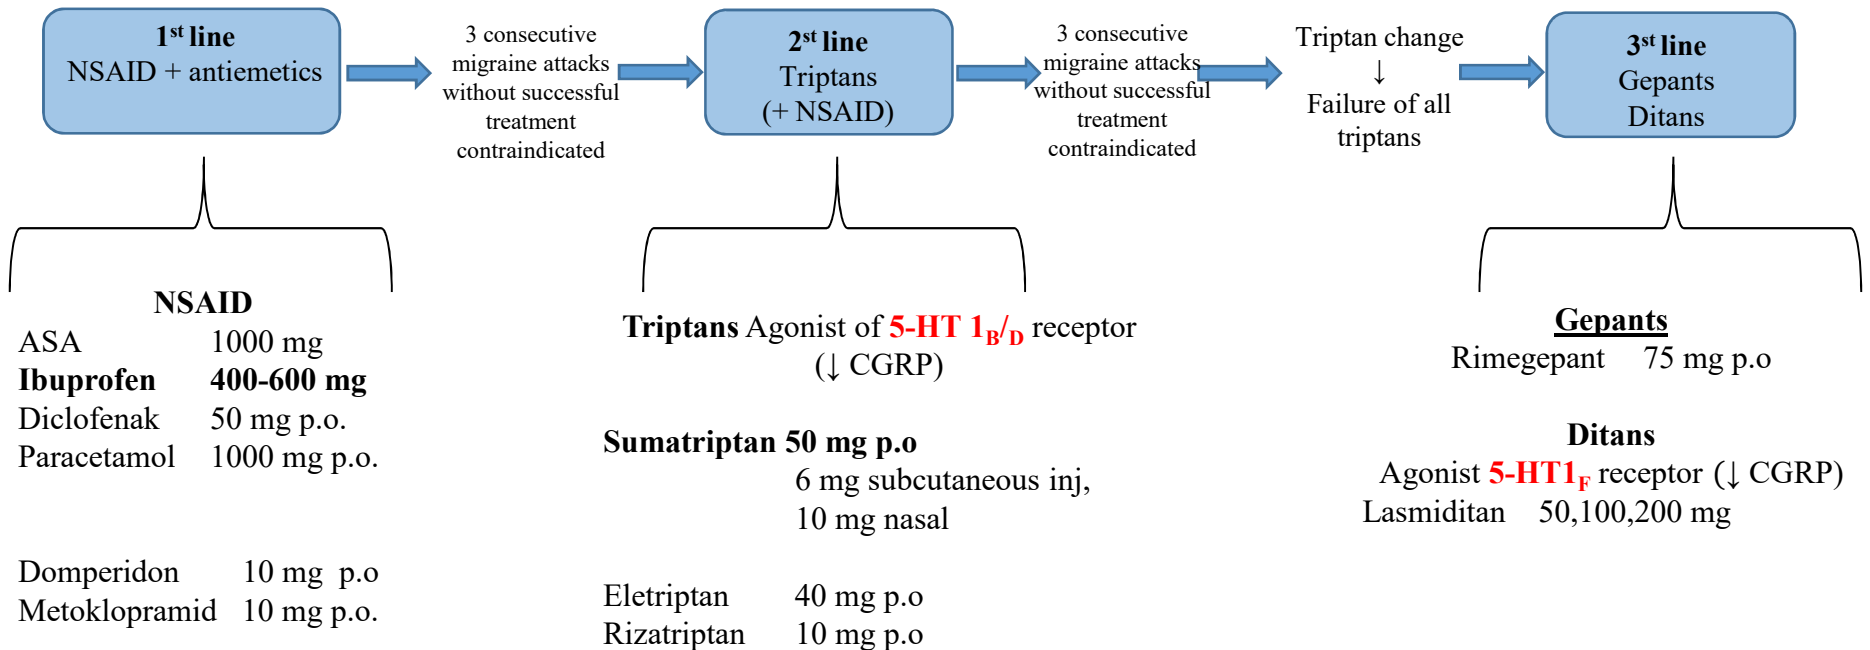 1st line
NSAID + antiemetics
3 consecutive
migraine attacks
without successful
treatment
contraindicated
2st line
Triptans
(+ NSAID)
3 consecutive
migraine attacks
without successful
treatment
contraindicated
Triptan change
↓
Failure of all
triptans
3st line
Gepants
Ditans
NSAID
ASA 1000 mg
Ibuprofen 400-600 mg
Diclofenak 50 mg p.o.
Paracetamol 1000 mg p.o.
Domperidon 10 mg p.o
Metoklopramid 10 mg p.o.
Triptans Agonist of 5-HT 1B/D receptor
(↓ CGRP)
Sumatriptan 50 mg p.o
6 mg subcutaneous inj,
10 mg nasal
Eletriptan 40 mg p.o
Rizatriptan 10 mg p.o
Gepants
Rimegepant 75 mg p.o
Ditans
Agonist 5-HT1F receptor (↓ CGRP)
Lasmiditan 50,100,200 mg